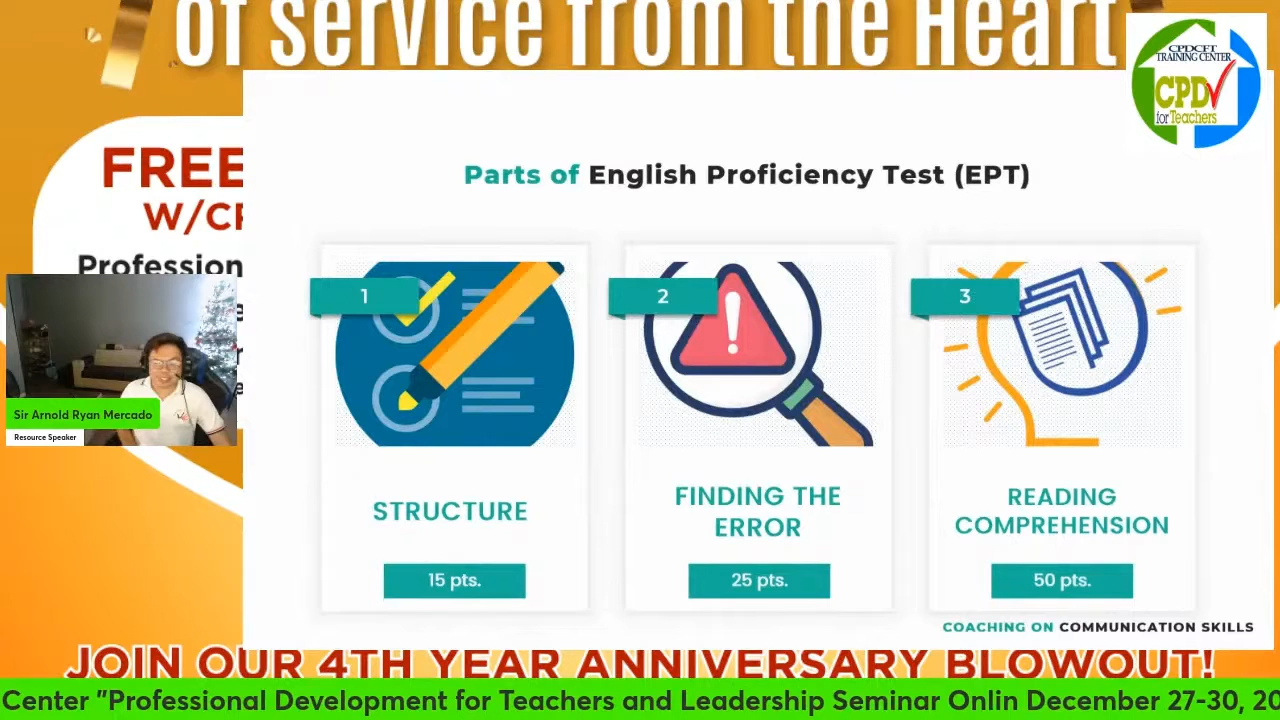 of service from the Heart
CPDCFT
TRAINING CENTER
CPD
for Teachers
FREE
W/CP
Profession
Parts of English Proficiency Test (EPT)
1
2
3
STRUCTURE
FINDING THE
ERROR
READING
COMPREHENSION
15 pts.
25 pts.
50 pts.
Sir Arnold Ryan Mercado
Resource Speaker
COACHING ON COMMUNICATION SKILLS
JOIN OUR 4TH YEAR ANNIVERSARY BLOWOUT!
Center "Professional Development for Teachers and Leadership Seminar Onlin December 27-30, 20